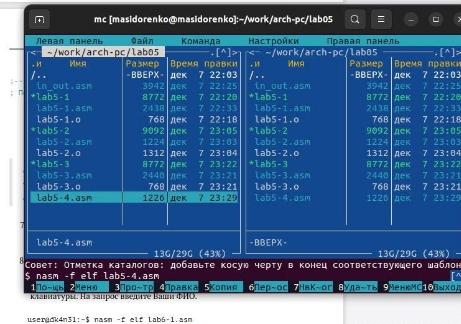 mc [masidorenko@masidorenko]:~/work/arch-pc/lab05
Левая панель Файл Команда Настройки Правая панель
<— ~/work/arch-pc/lab05 ——.[^]> <— ~/work/arch-pc/lab05 ——.[^]>
.и Имя Размер Время правки .и Имя Размер Время правки
/.. -ВВЕРХ- дек 7 22:03 /.. -ВВЕРХ- дек 7 22:03
in_out.asm 3942 дек 7 22:25 in_out.asm 3942 дек 7 22:25
*lab5-1 8772 дек 7 22:20 *lab5-1 8772 дек 7 22:20
lab5-1.asm 2438 дек 7 22:33 lab5-1.asm 2438 дек 7 22:33
lab5-1.o 768 дек 7 22:18 lab5-1.o 768 дек 7 22:18
*lab5-2 9092 дек 7 23:05 *lab5-2 9092 дек 7 23:05
lab5-2.asm 1224 дек 7 23:03 lab5-2.asm 1224 дек 7 23:03
lab5-2.o 1312 дек 7 23:04 lab5-2.o 1312 дек 7 23:04
*lab5-3 8772 дек 7 23:22 *lab5-3 8772 дек 7 23:22
lab5-3.asm 2440 дек 7 23:21 lab5-3.asm 2440 дек 7 23:21
lab5-3.o 768 дек 7 23:21 lab5-3.o 768 дек 7 23:21
lab5-4.asm 1226 дек 7 23:29 lab5-4.asm 1226 дек 7 23:29
lab5-4.asm -ВВЕРХ-
13G/29G (43%) 13G/29G (43%)
Совет: Отметка каталогов: добавьте косую черту в конец соответствующего шаблон
$ nasm -f elf lab5-4.asm [^
1По~щь 2Меню 3Про~тр 4Правка 5Копия 6Пер~ос 7НвК~ог 8Уда~ть 9МенюMC 10Выход
клавиатуры. На запрос введите Ваши ФИО.
user@dk4n31:~$ nasm -f elf lab6-1.asm